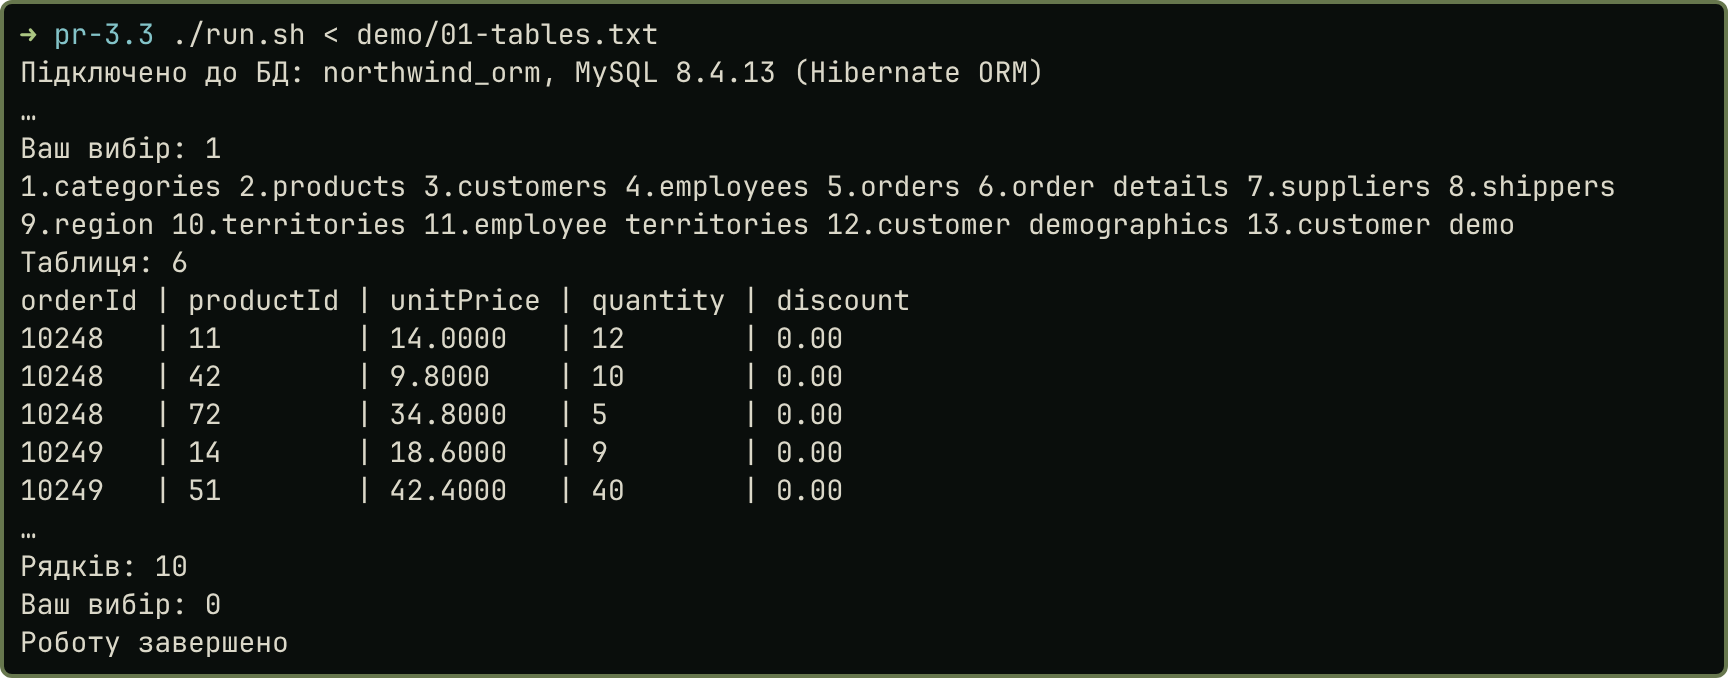 → pr-3.3 ./run.sh < demo/01-tables.txt
Підключено до БД: northwind_orm, MySQL 8.4.13 (Hibernate ORM)
…
Ваш вибір: 1
1.categories 2.products 3.customers 4.employees 5.orders 6.order details 7.suppliers 8.shippers
9.region 10.territories 11.employee territories 12.customer demographics 13.customer demo
Таблиця: 6
orderId | productId | unitPrice | quantity | discount
10248   | 11        | 14.0000   | 12       | 0.00
10248   | 42        | 9.8000    | 10       | 0.00
10248   | 72        | 34.8000   | 5        | 0.00
10249   | 14        | 18.6000   | 9        | 0.00
10249   | 51        | 42.4000   | 40       | 0.00
…
Рядків: 10
Ваш вибір: 0
Роботу завершено